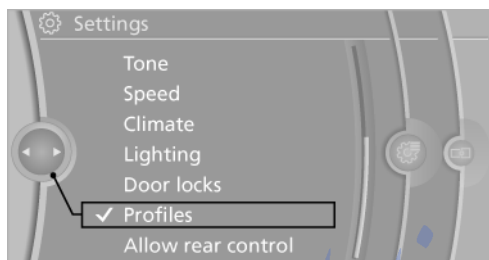 Settings
Tone
Speed
Climate
Lighting
Door locks
✓ Profiles
Allow rear control